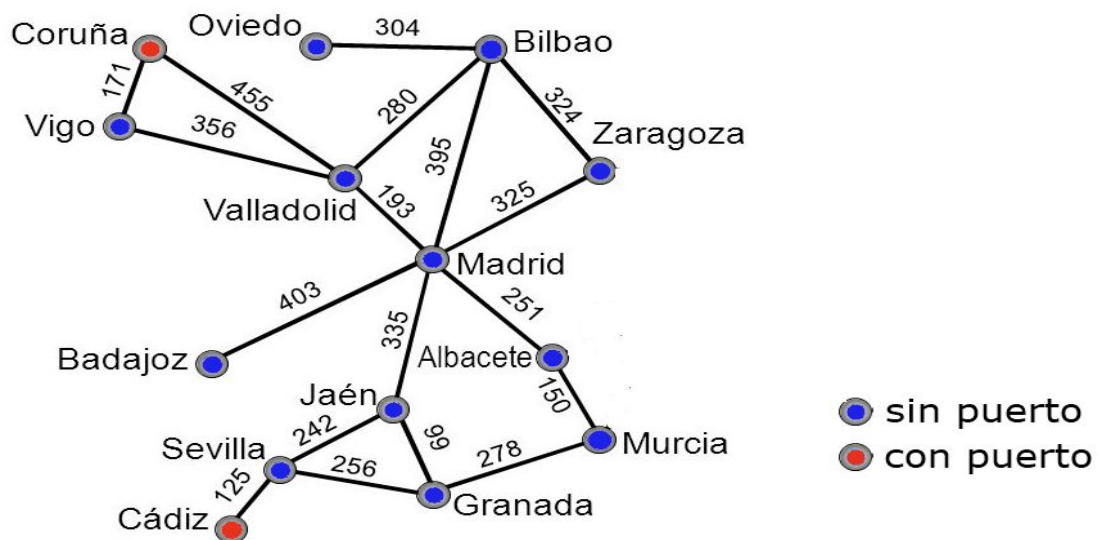 Oviedo
304
Coruña
Bilbao
171
455
280
324
Vigo
356
395
Zaragoza
Valladolid
193
325
Madrid
403
251
335
Badajoz
Albacete
Jaén
150
sin puerto
242
99
Sevilla
278
Murcia
con puerto
256
125
Granada
Cádiz